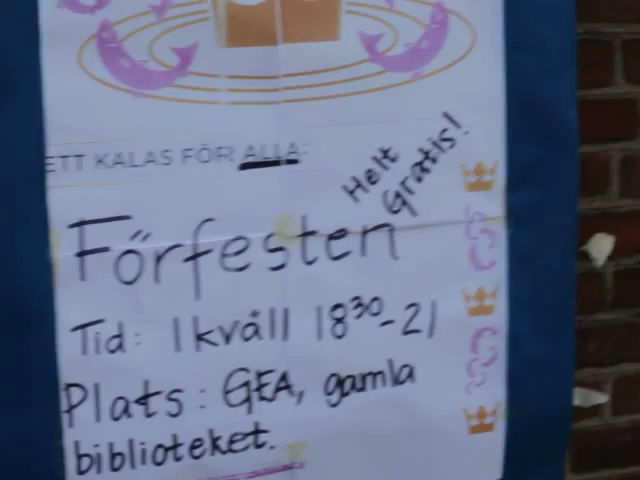 ETT KALAS FÖR ALLA:
Helt
Gratis!
Förfesten
Tid: Ikväll 18³⁰-21
Plats: GEA, gamla
biblioteket.